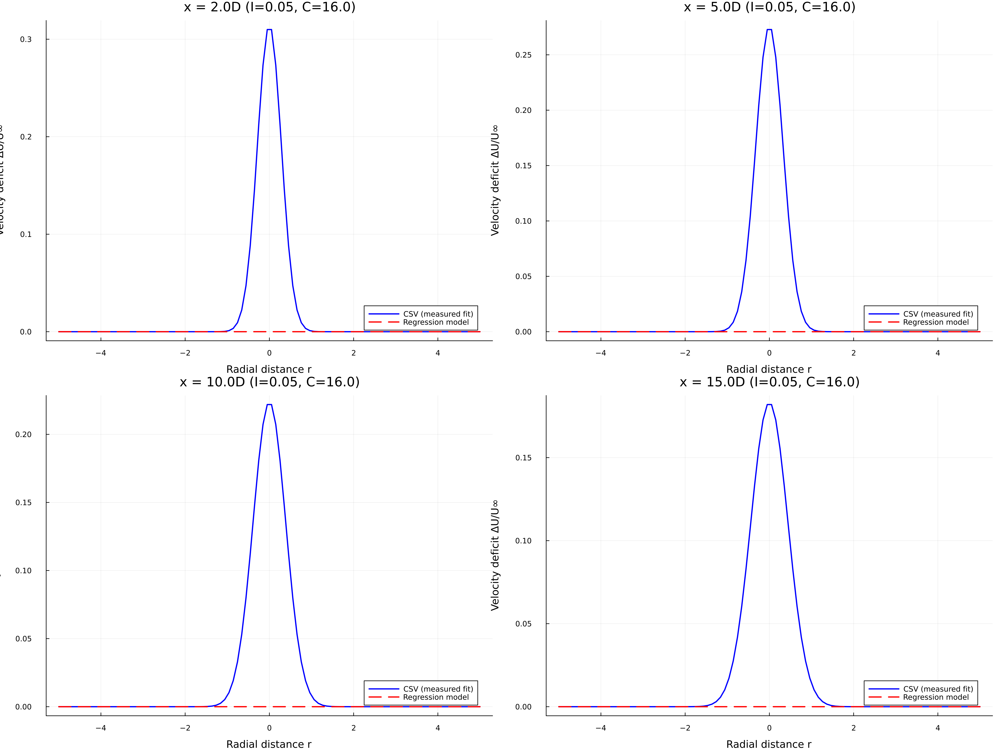 x = 2.0D (I=0.05, C=16.0)
Velocity deficit ΔU/U∞
0.3
0.2
0.1
0.0
−4
−2
0
2
4
Radial distance r
CSV (measured fit)
Regression model
x = 5.0D (I=0.05, C=16.0)
Velocity deficit ΔU/U∞
0.25
0.20
0.15
0.10
0.05
0.00
−4
−2
0
2
4
Radial distance r
CSV (measured fit)
Regression model
x = 10.0D (I=0.05, C=16.0)
0.20
0.15
0.10
0.05
0.00
−4
−2
0
2
4
Radial distance r
CSV (measured fit)
Regression model
x = 15.0D (I=0.05, C=16.0)
Velocity deficit ΔU/U∞
0.15
0.10
0.05
0.00
−4
−2
0
2
4
Radial distance r
CSV (measured fit)
Regression model